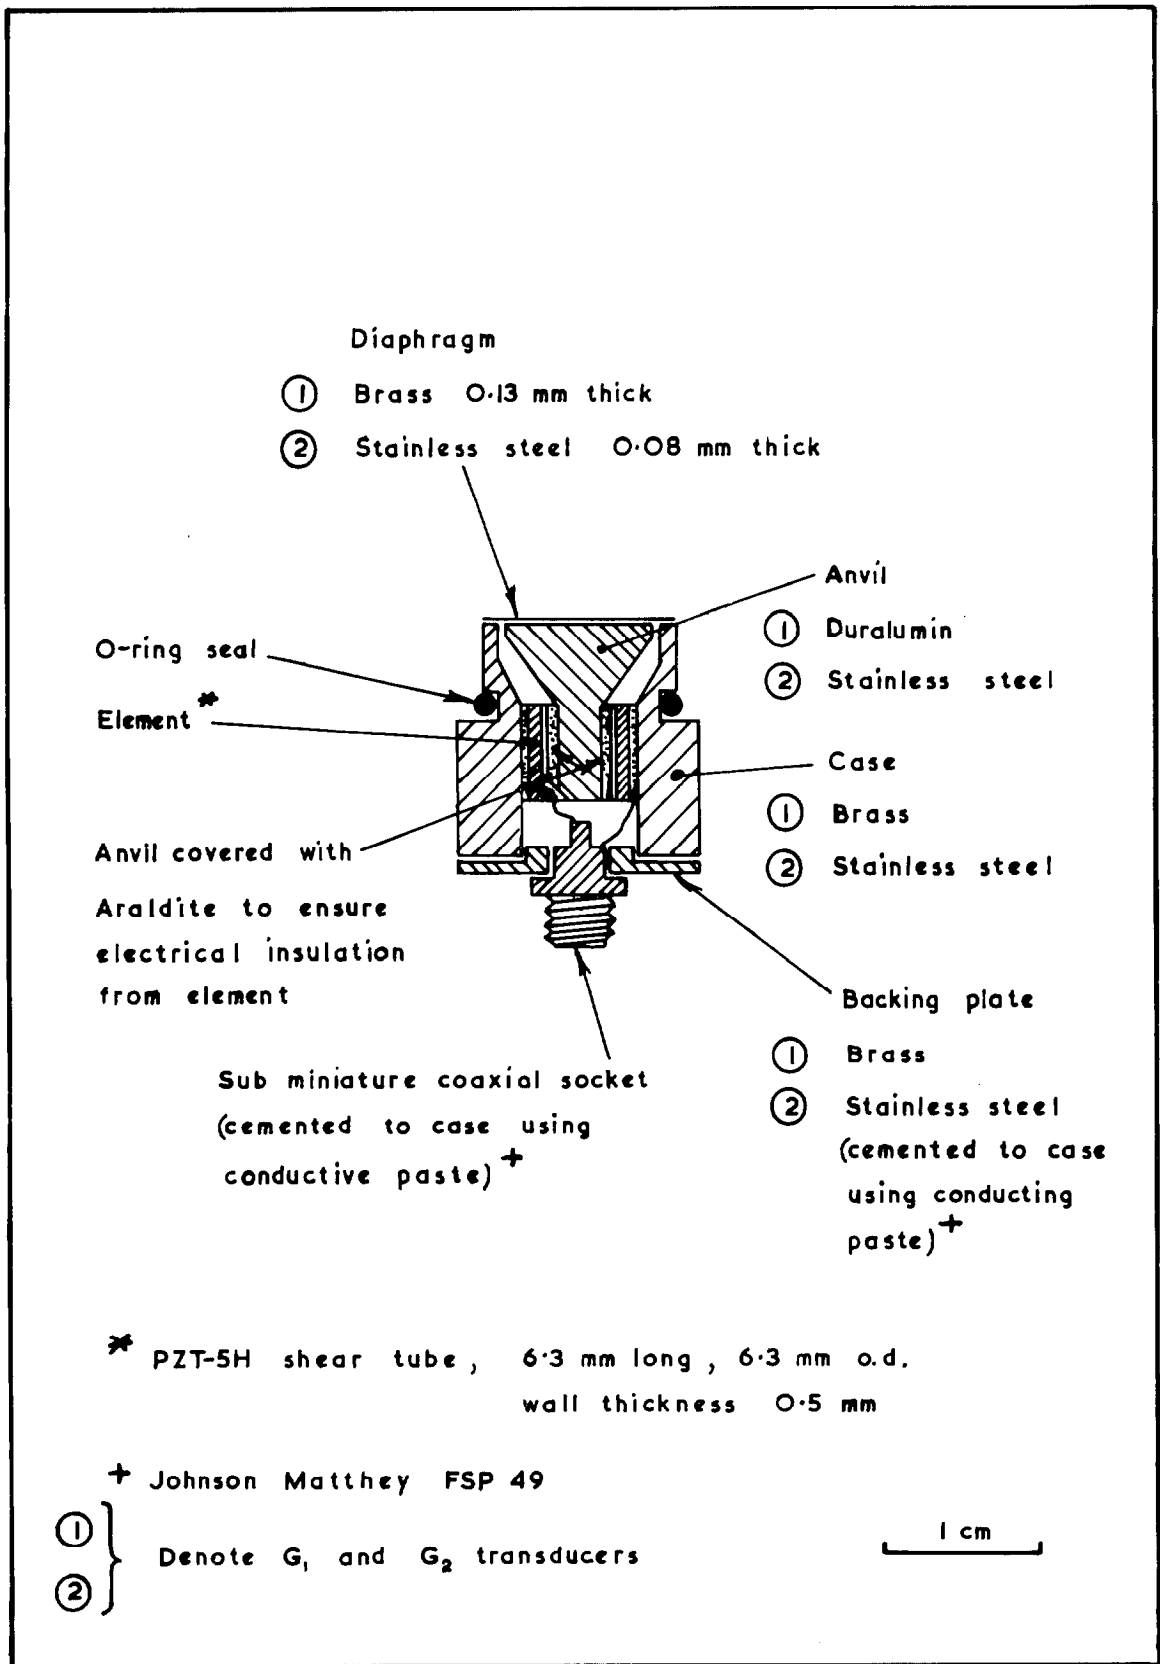 Diaphragm
① Brass 0·13 mm thick
② Stainless steel 0·08 mm thick
Anvil
① Duralumin
② Stainless steel
O-ring seal
Element *
Case
① Brass
② Stainless steel
Anvil covered with
Araldite to ensure
electrical insulation
from element
Backing plate
① Brass
② Stainless steel
(cemented to case
using conducting
paste) +
Sub miniature coaxial socket
(cemented to case using
conductive paste) +
* PZT-5H shear tube, 6·3 mm long, 6·3 mm o.d.
wall thickness 0·5 mm
+ Johnson Matthey FSP 49
①
② } Denote G₁ and G₂ transducers
1 cm